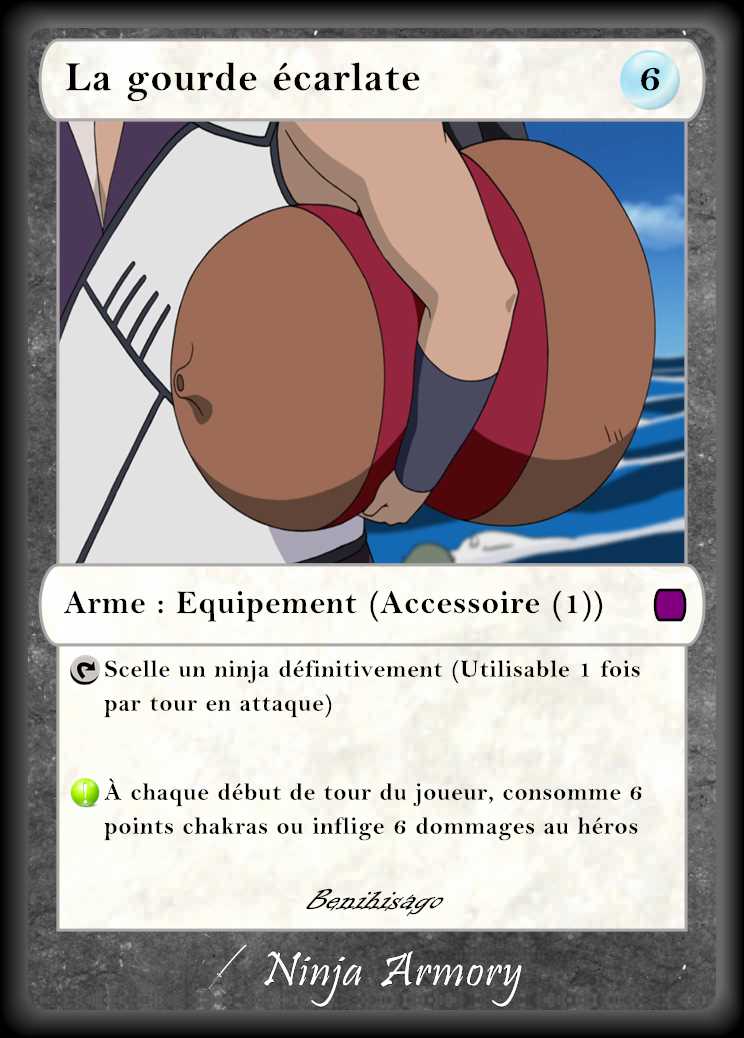 La gourde écarlate
6
Arme : Equipement (Accessoire (1))
Scelle un ninja définitivement (Utilisable 1 fois
par tour en attaque)
À chaque début de tour du joueur, consomme 6
points chakras ou inflige 6 dommages au héros
Benihisago
Ninja Armory